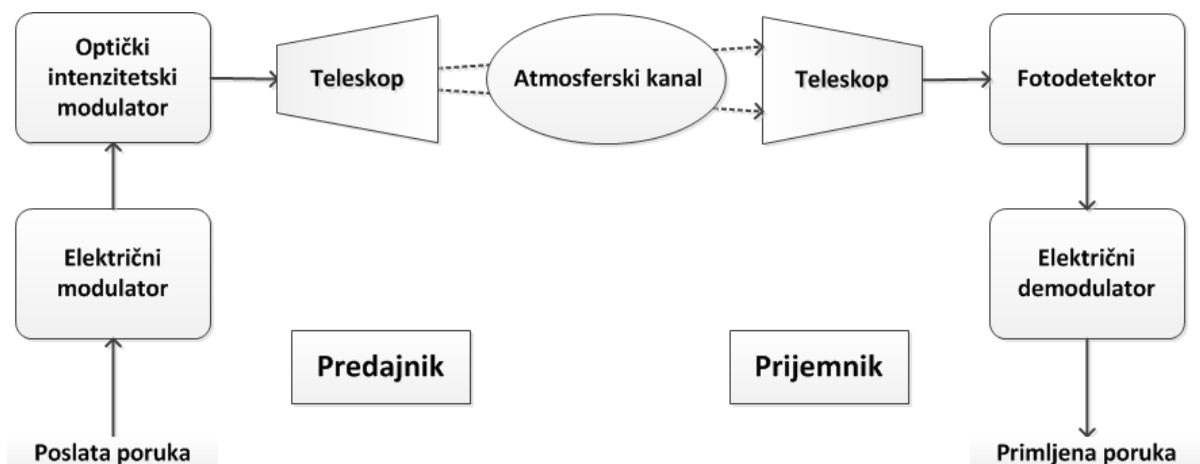 Optički
intenzitetski
modulator
Teleskop
Atmosferski kanal
Teleskop
Fotodetektor
Električni
modulator
Električni
demodulator
Predajnik
Prijemnik
Poslata poruka
Primljena poruka